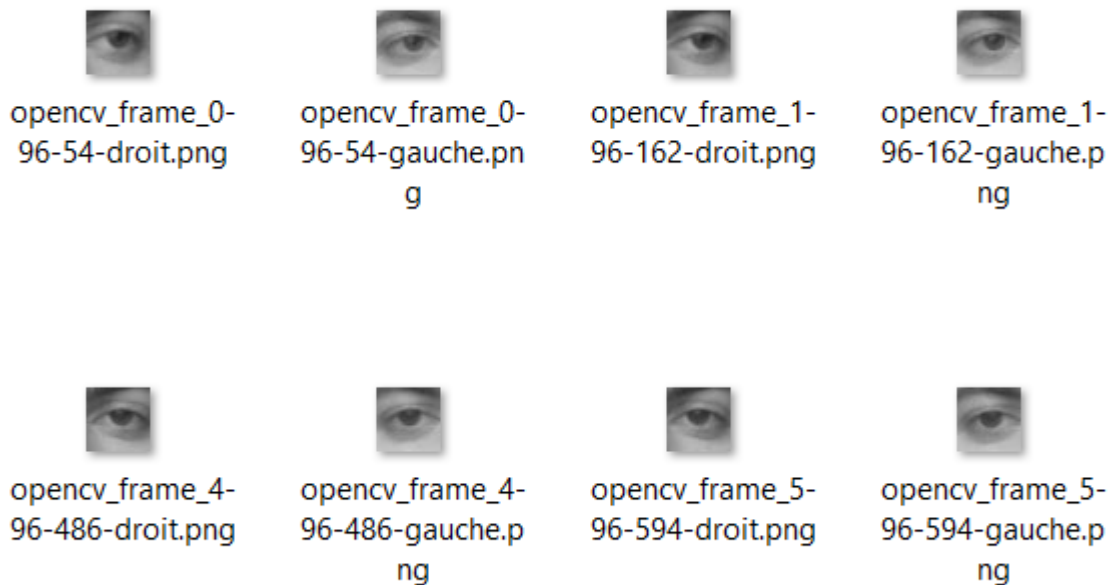 opencv_frame_0-
96-54-droit.png
opencv_frame_0-
96-54-gauche.pn
g
opencv_frame_1-
96-162-droit.png
opencv_frame_1-
96-162-gauche.p
ng
opencv_frame_4-
96-486-droit.png
opencv_frame_4-
96-486-gauche.p
ng
opencv_frame_5-
96-594-droit.png
opencv_frame_5-
96-594-gauche.p
ng